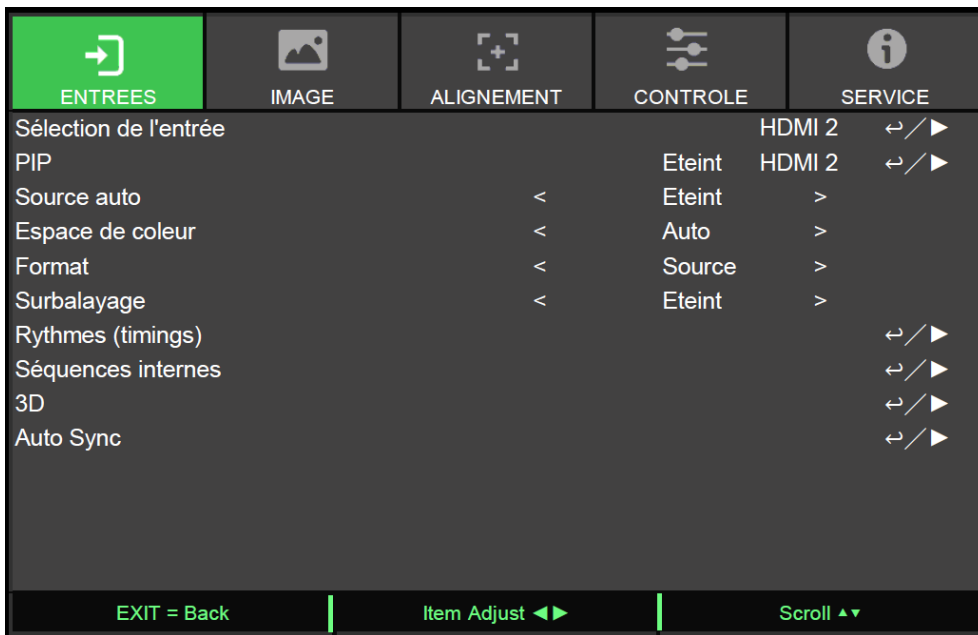 ENTREES IMAGE ALIGNEMENT CONTROLE SERVICE
Sélection de l'entrée HDMI 2 ↩/▶
PIP Eteint HDMI 2 ↩/▶
Source auto < Eteint >
Espace de coleur < Auto >
Format < Source >
Surbalayage < Eteint >
Rythmes (timings) ↩/▶
Séquences internes ↩/▶
3D ↩/▶
Auto Sync ↩/▶
EXIT = Back Item Adjust ◀▶ Scroll ▲▼